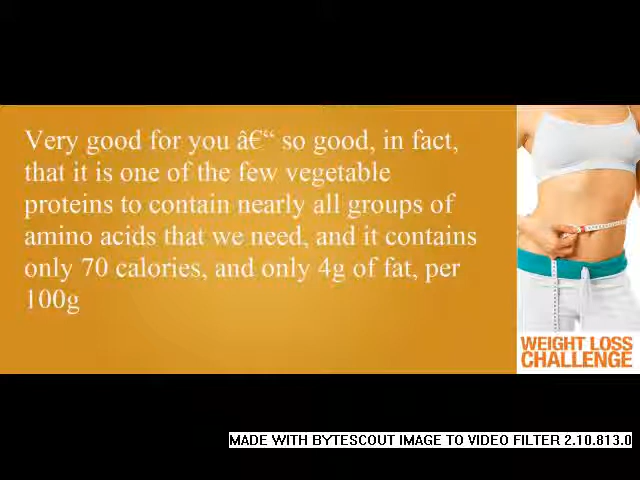 Very good for you â€“ so good, in fact,
that it is one of the few vegetable
proteins to contain nearly all groups of
amino acids that we need, and it contains
only 70 calories, and only 4g of fat, per
100g
WEIGHT LOSS
CHALLENGE
MADE WITH BYTESCOUT IMAGE TO VIDEO FILTER 2.10.813.0